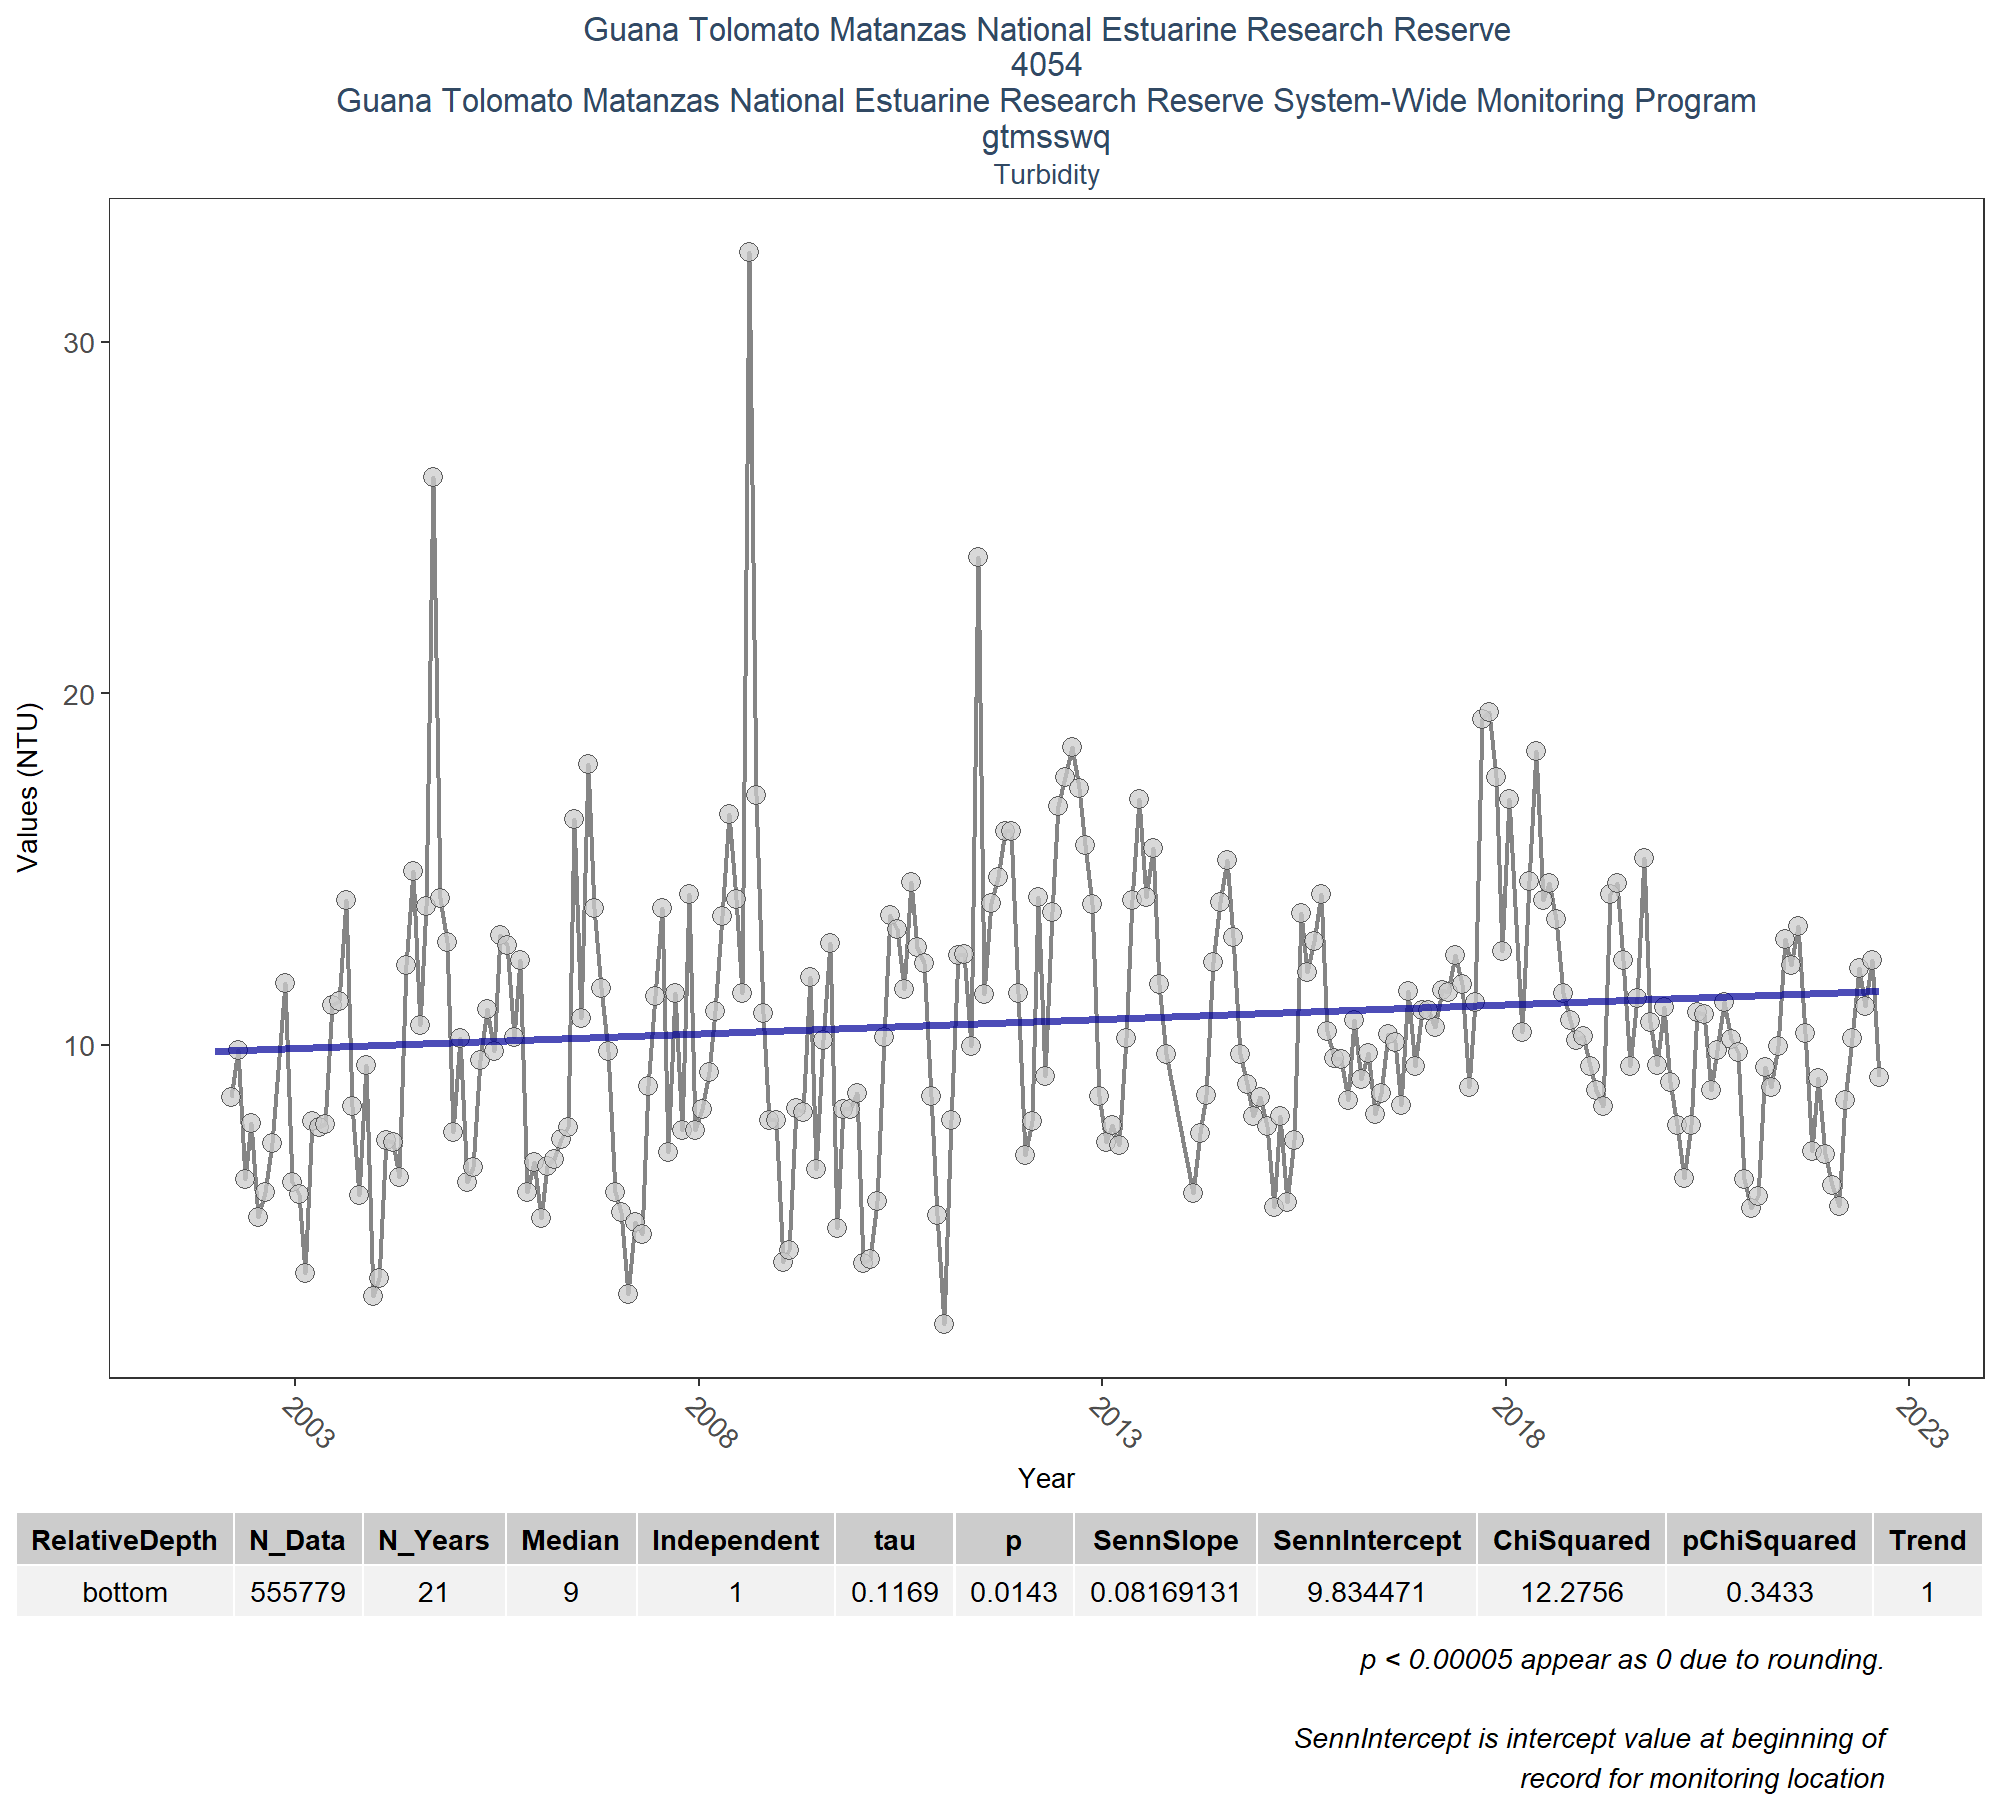 Guana Tolomato Matanzas National Estuarine Research Reserve
4054
Guana Tolomato Matanzas National Estuarine Research Reserve System-Wide Monitoring Program
gtmsswq
Turbidity
30
20
10
Values (NTU)
2003 2008 2013 2018 2023
Year
RelativeDepth N_Data N_Years Median Independent tau p SennSlope SennIntercept ChiSquared pChiSquared Trend
bottom 555779 21 9 1 0.1169 0.0143 0.08169131 9.834471 12.2756 0.3433 1
p < 0.00005 appear as 0 due to rounding.
SennIntercept is intercept value at beginning of
record for monitoring location